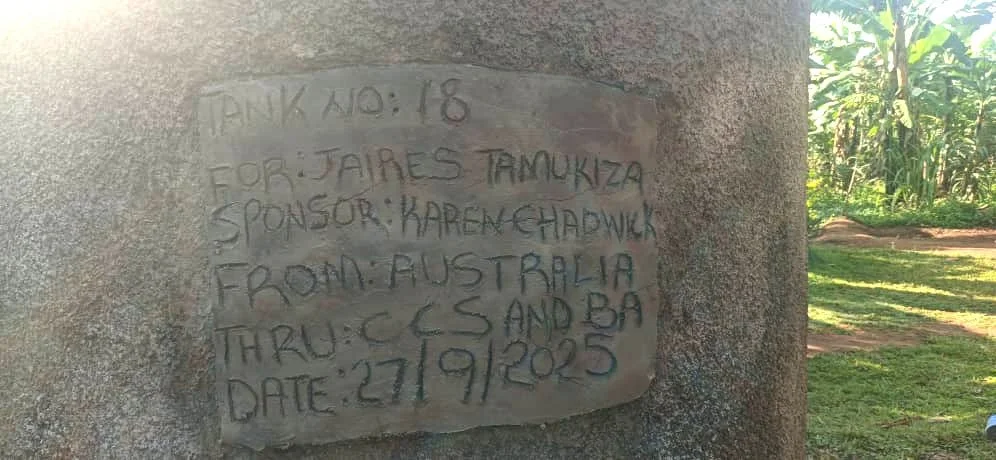 TANK NO: 18
FOR: JAIRES TAMUKIZA
SPONSOR: KAREN CHADWICK
FROM: AUSTRALIA
THRU: CCS AND BA
DATE: 27/9/2025